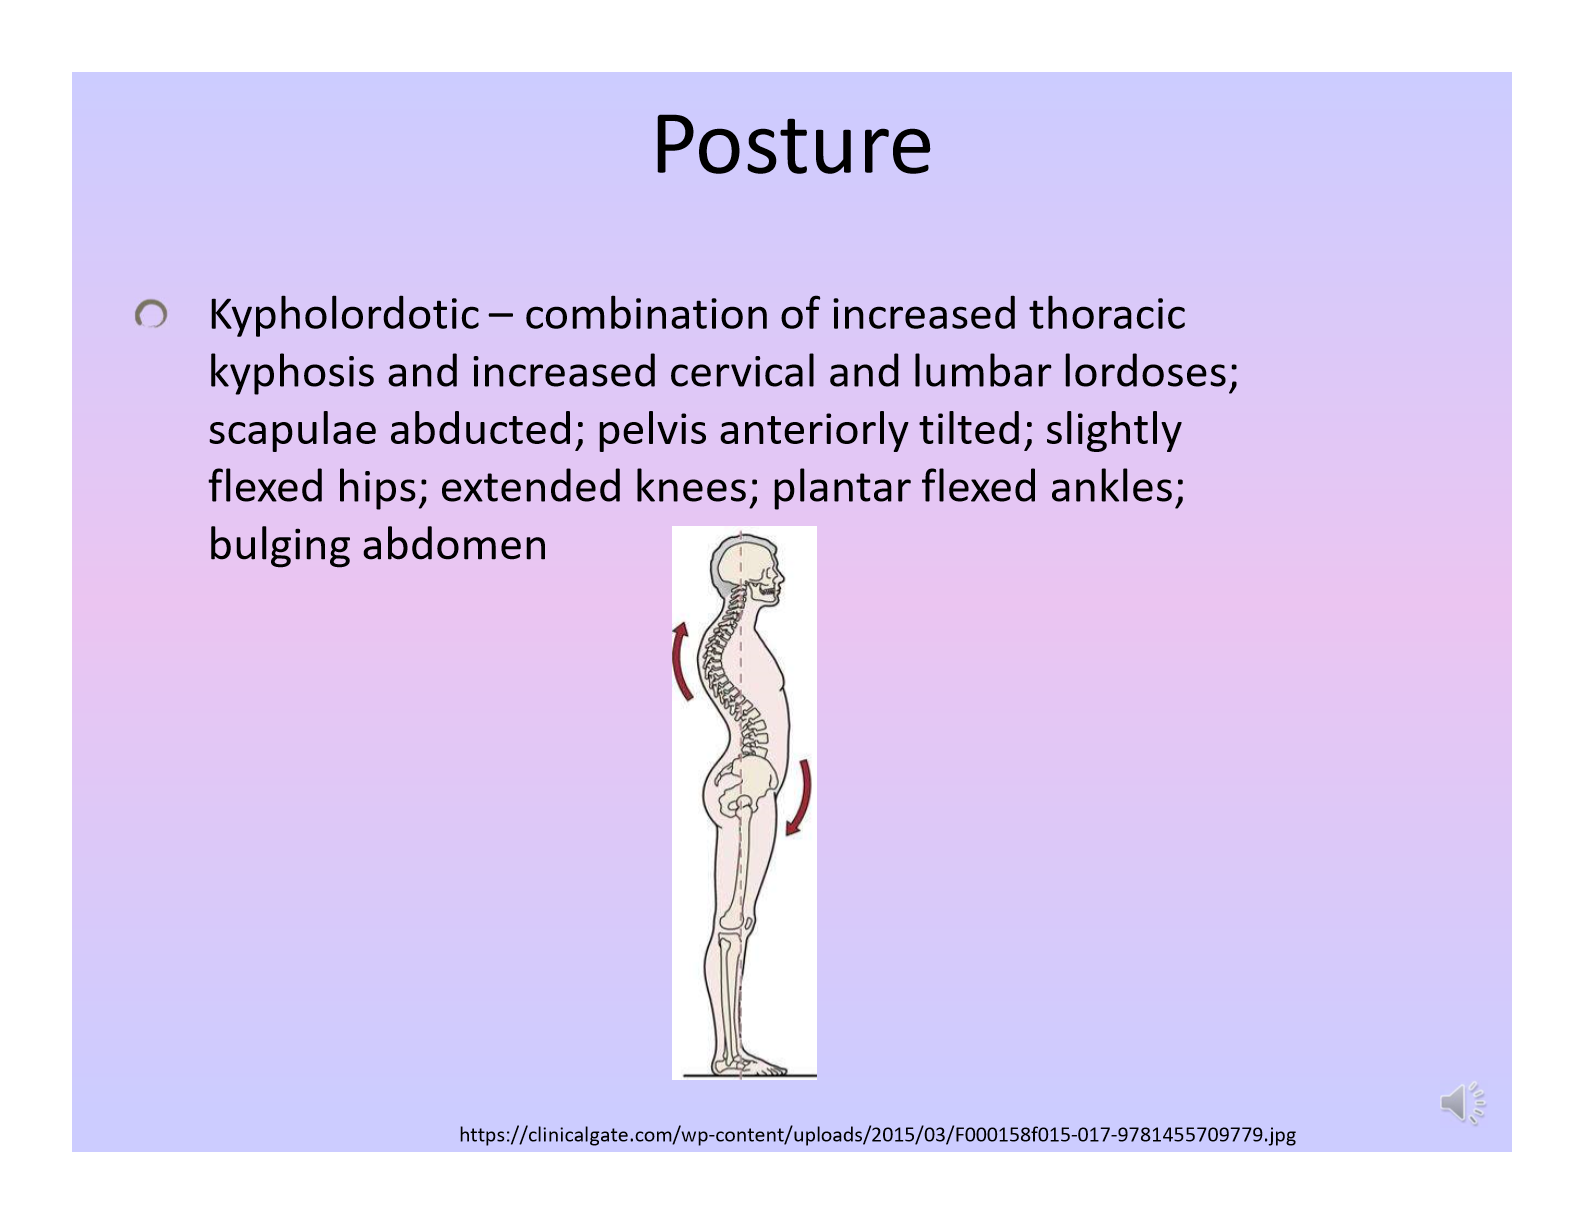 Posture
Kypholordotic – combination of increased thoracic
kyphosis and increased cervical and lumbar lordoses;
scapulae abducted; pelvis anteriorly tilted; slightly
flexed hips; extended knees; plantar flexed ankles;
bulging abdomen
https://clinicalgate.com/wp-content/uploads/2015/03/F000158f015-017-9781455709779.jpg